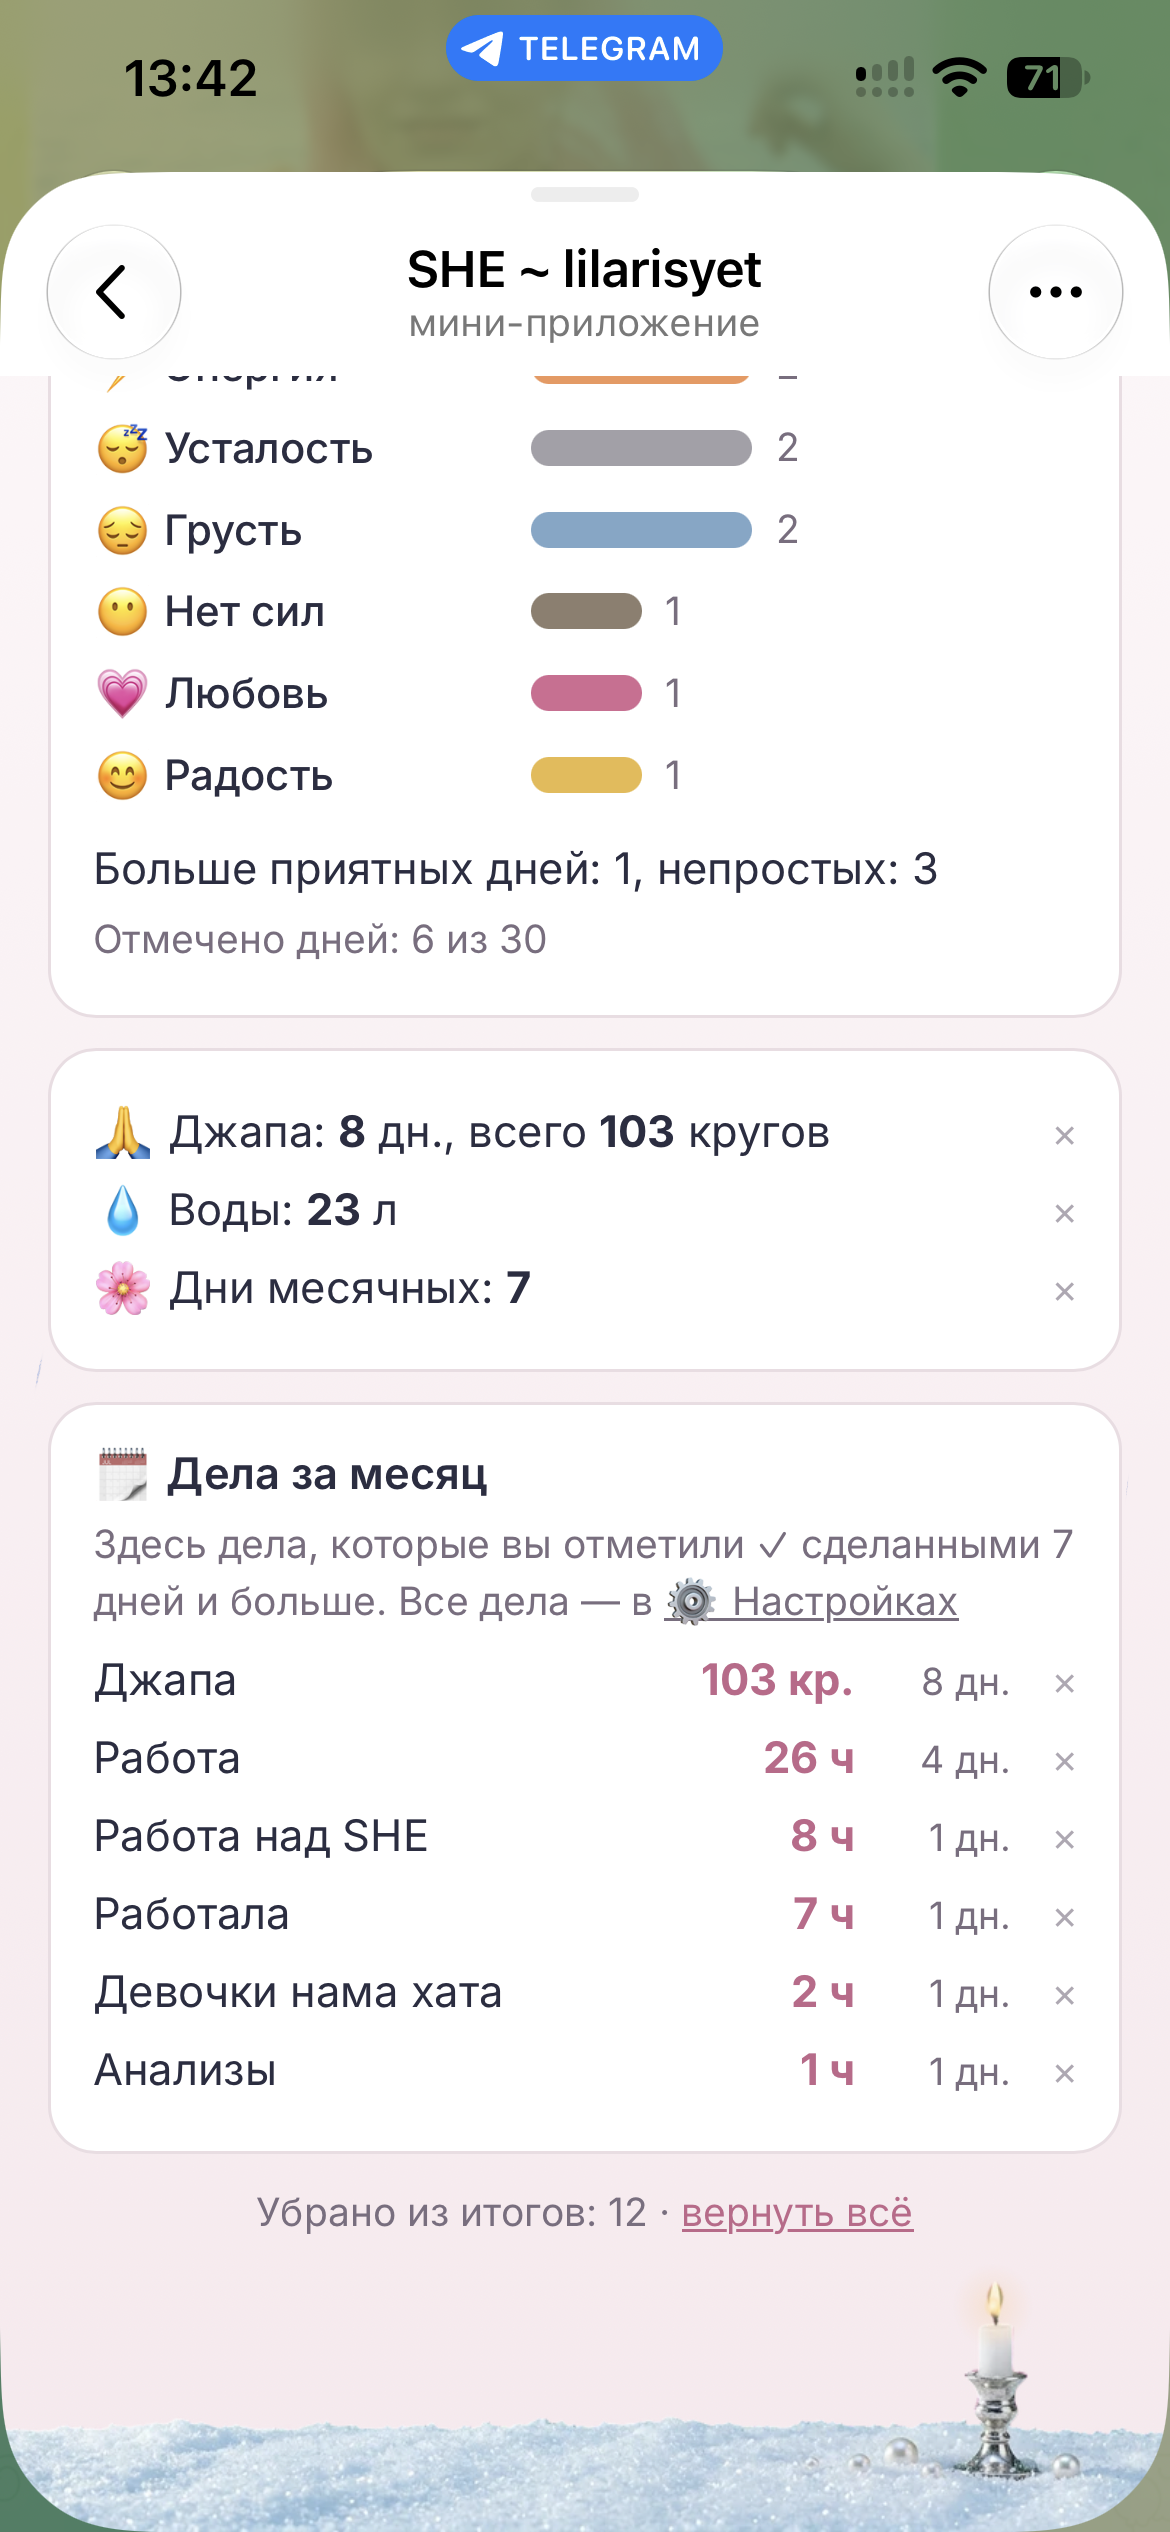 13:42
TELEGRAM
71
SHE ~ lilarisyet
мини-приложение
Энергия 2
Усталость 2
Грусть 2
Нет сил 1
Любовь 1
Радость 1
Больше приятных дней: 1, непростых: 3
Отмечено дней: 6 из 30
Джапа: 8 дн., всего 103 кругов ×
Воды: 23 л ×
Дни месячных: 7 ×
Дела за месяц
Здесь дела, которые вы отметили ✓ сделанными 7
дней и больше. Все дела — в ⚙️ Настройках
Джапа 103 кр. 8 дн. ×
Работа 26 ч 4 дн. ×
Работа над SHE 8 ч 1 дн. ×
Работала 7 ч 1 дн. ×
Девочки нама хата 2 ч 1 дн. ×
Анализы 1 ч 1 дн. ×
Убрано из итогов: 12 · вернуть всё